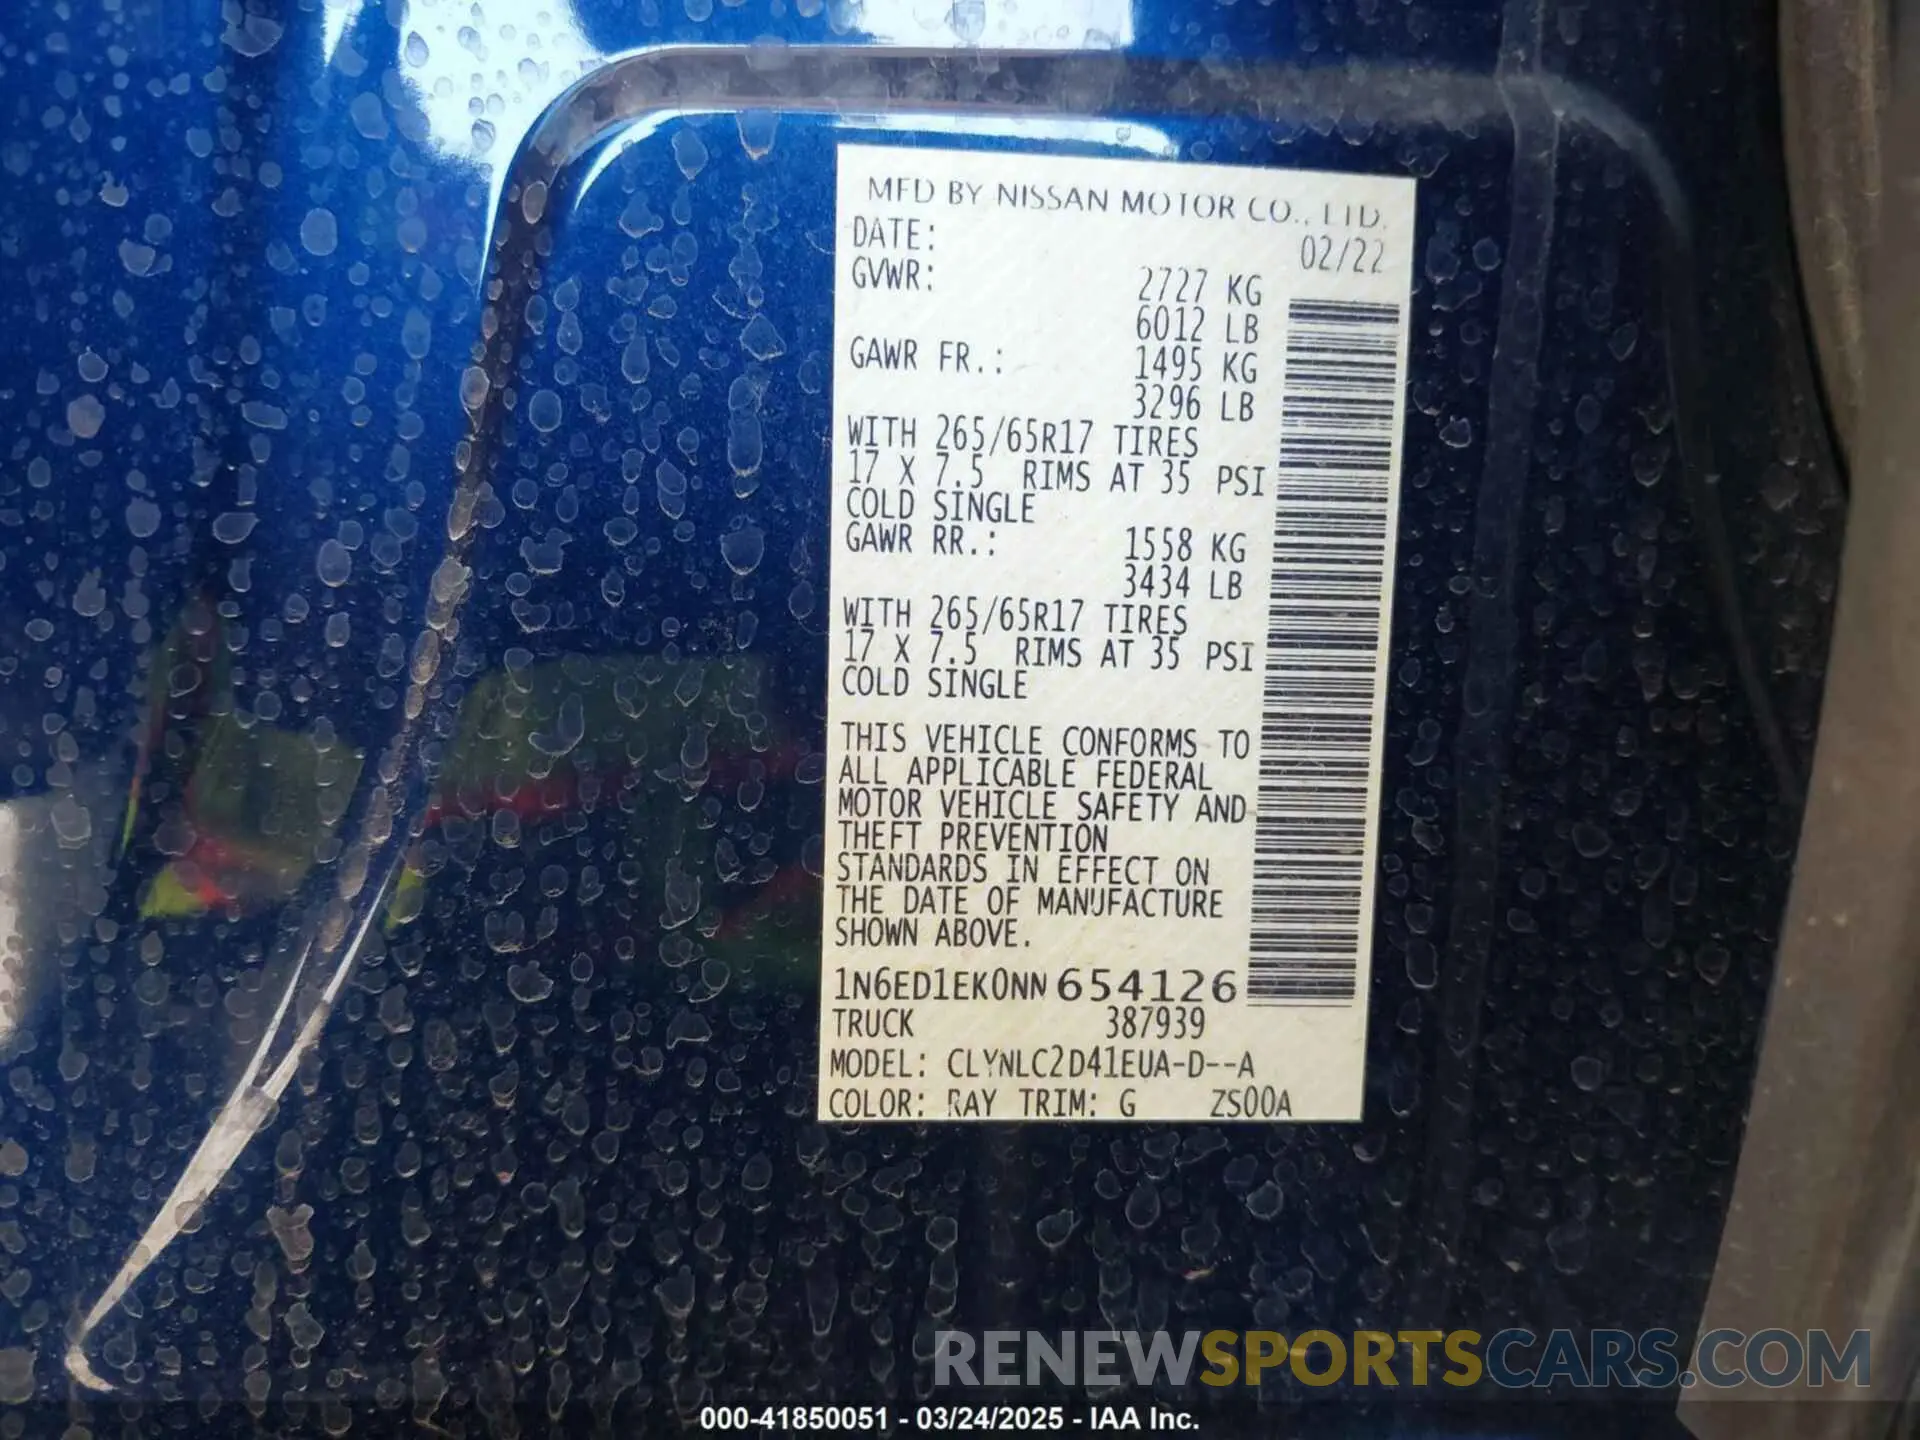 MFD BY NISSAN MOTOR CO., LTD.
DATE: 02/22
GVWR: 2727 KG
6012 LB
GAWR FR.: 1495 KG
3296 LB
WITH 265/65R17 TIRES
17 X 7.5 RIMS AT 35 PSI
COLD SINGLE
GAWR RR.: 1558 KG
3434 LB
WITH 265/65R17 TIRES
17 X 7.5 RIMS AT 35 PSI
COLD SINGLE
THIS VEHICLE CONFORMS TO
ALL APPLICABLE FEDERAL
MOTOR VEHICLE SAFETY AND
THEFT PREVENTION
STANDARDS IN EFFECT ON
THE DATE OF MANUFACTURE
SHOWN ABOVE.
1N6ED1EK0NN654126
TRUCK 387939
MODEL: CLYNLC2D41EUA-D--A
COLOR: RAY TRIM: G ZS00A
RENEWSPORTSCARS.COM
000-41850051 - 03/24/2025 - IAA Inc.